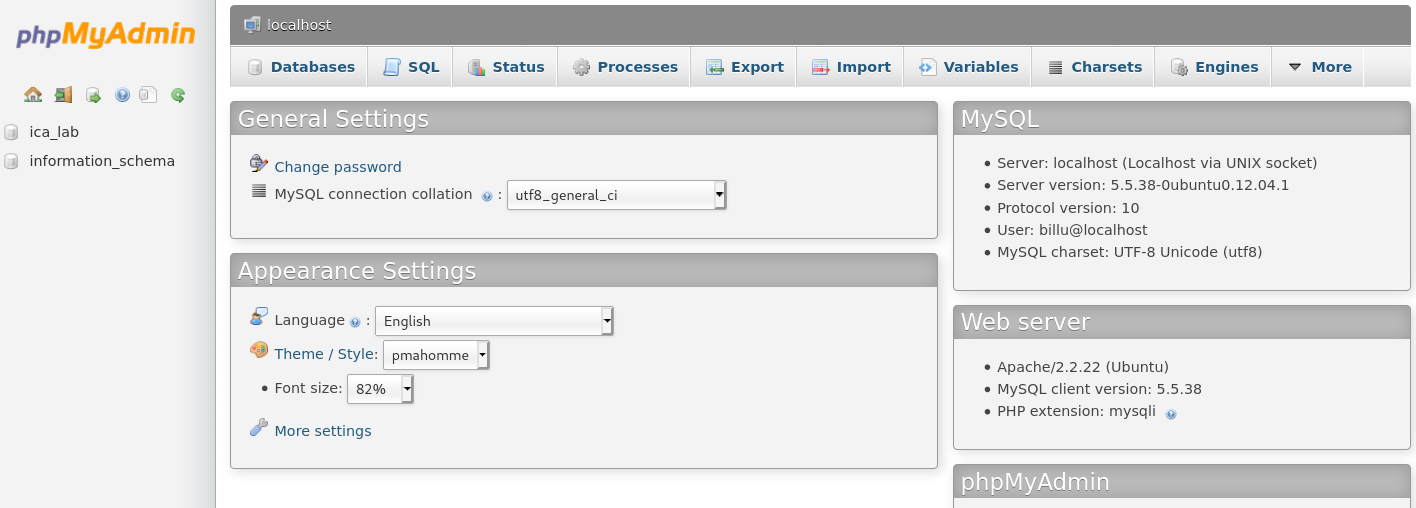 phpMyAdmin
localhost
Databases SQL Status Processes Export Import Variables Charsets Engines More
ica_lab
information_schema
General Settings
Change password
MySQL connection collation : utf8_general_ci
Appearance Settings
Language : English
Theme / Style: pmahomme
• Font size: 82%
More settings
MySQL
• Server: localhost (Localhost via UNIX socket)
• Server version: 5.5.38-0ubuntu0.12.04.1
• Protocol version: 10
• User: billu@localhost
• MySQL charset: UTF-8 Unicode (utf8)
Web server
• Apache/2.2.22 (Ubuntu)
• MySQL client version: 5.5.38
• PHP extension: mysqli
phpMyAdmin